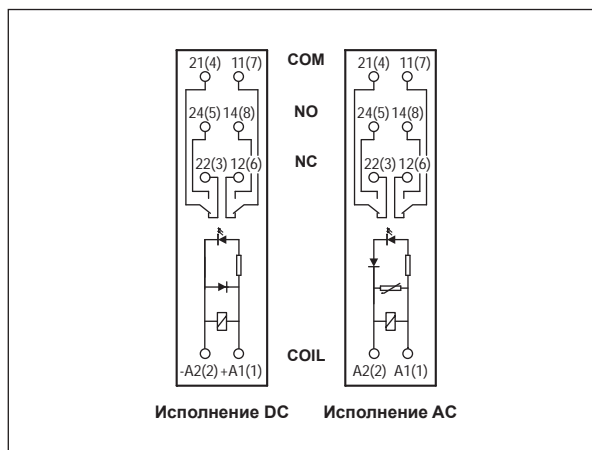 21(4) 11(7) COM 21(4) 11(7)
24(5) 14(8) NO 24(5) 14(8)
22(3) 12(6) NC 22(3) 12(6)
COIL
-A2(2) +A1(1) A2(2) A1(1)
Исполнение DC Исполнение AC